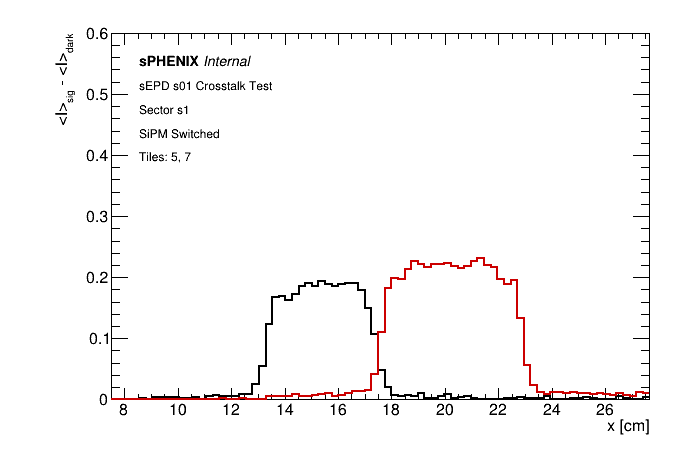 0.6
0.5
0.4
0.3
0.2
0.1
0
<I>sig - <I>dark
sPHENIX Internal
sEPD s01 Crosstalk Test
Sector s1
SiPM Switched
Tiles: 5, 7
8 10 12 14 16 18 20 22 24 26
x [cm]